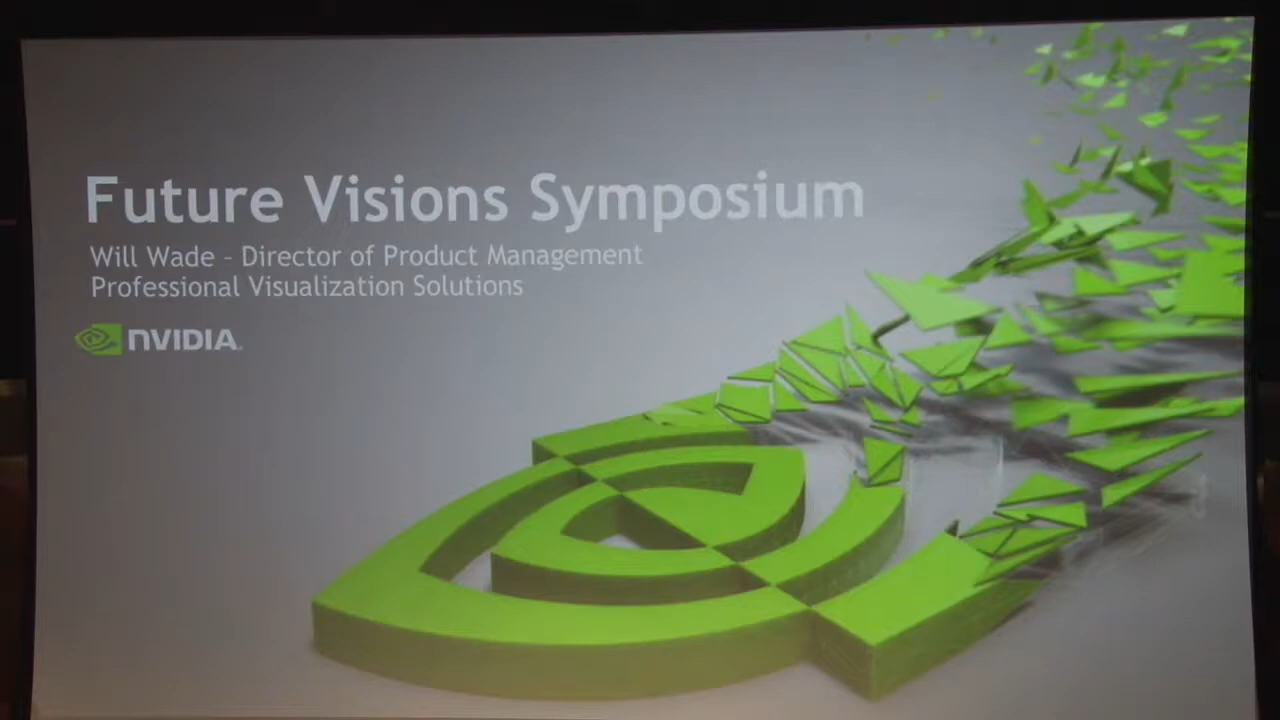 Future Visions Symposium
Will Wade – Director of Product Management
Professional Visualization Solutions
NVIDIA